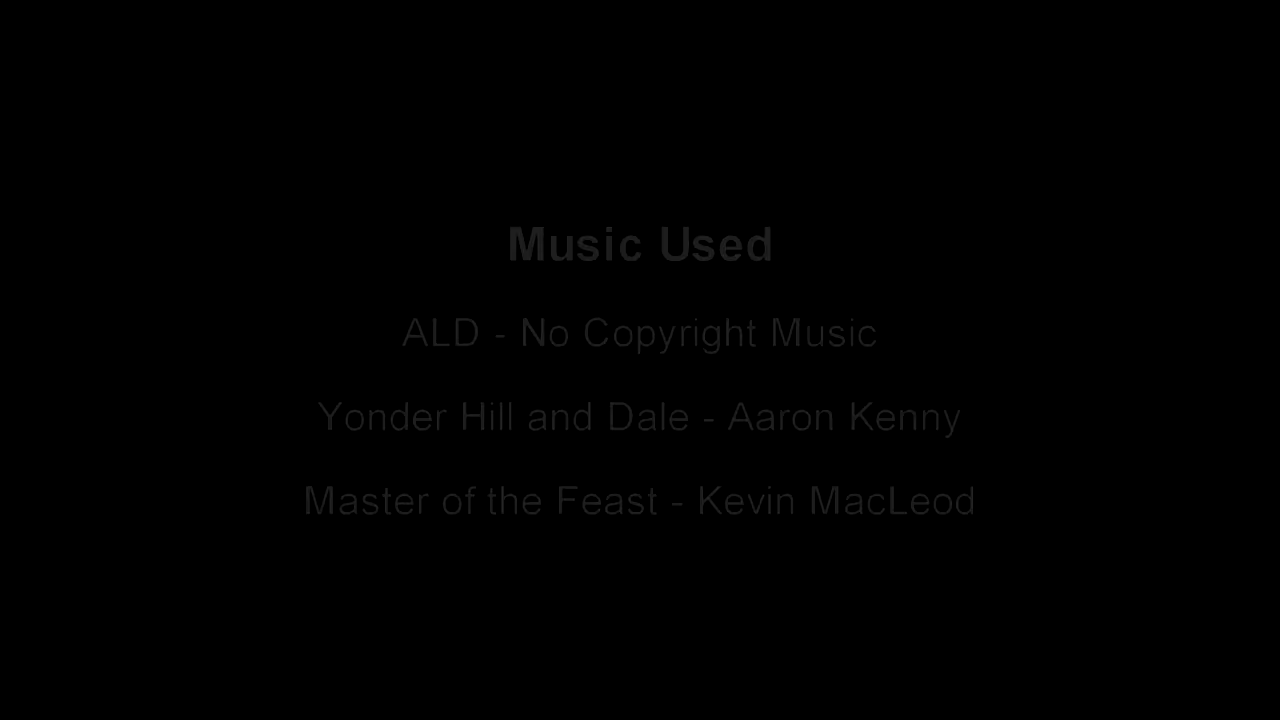 Music Used
ALD - No Copyright Music
Yonder Hill and Dale - Aaron Kenny
Master of the Feast - Kevin MacLeod